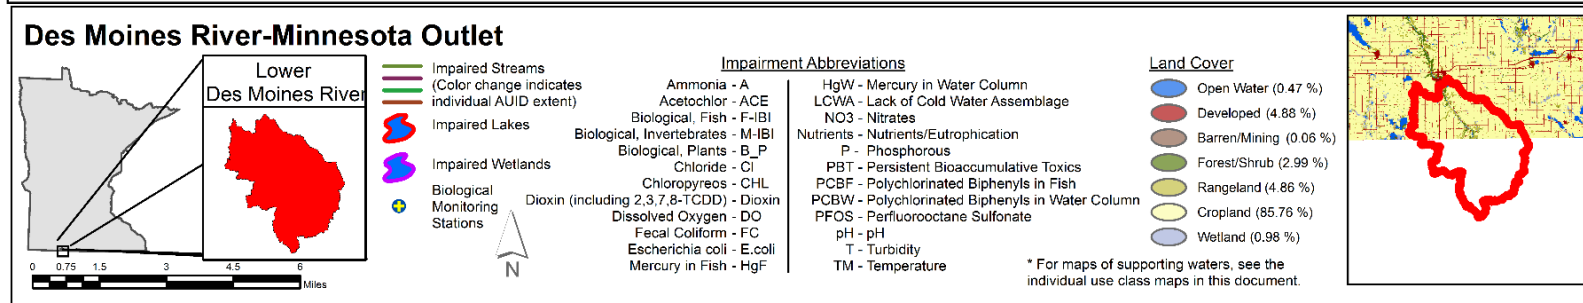 Des Moines River-Minnesota Outlet
Lower
Des Moines River
0 0.75 1.5 3 4.5 6
Miles
Impaired Streams
(Color change indicates
individual AUID extent)
Impaired Lakes
Impaired Wetlands
Biological
Monitoring
Stations
N
Impairment Abbreviations
Ammonia - A
Acetochlor - ACE
Biological, Fish - F-IBI
Biological, Invertebrates - M-IBI
Biological, Plants - B_P
Chloride - Cl
Chloropyreos - CHL
Dioxin (including 2,3,7,8-TCDD) - Dioxin
Dissolved Oxygen - DO
Fecal Coliform - FC
Escherichia coli - E.coli
Mercury in Fish - HgF
HgW - Mercury in Water Column
LCWA - Lack of Cold Water Assemblage
NO3 - Nitrates
Nutrients - Nutrients/Eutrophication
P - Phosphorous
PBT - Persistent Bioaccumulative Toxics
PCBF - Polychlorinated Biphenyls in Fish
PCBW - Polychlorinated Biphenyls in Water Column
PFOS - Perfluorooctane Sulfonate
pH - pH
T - Turbidity
TM - Temperature
Land Cover
Open Water (0.47 %)
Developed (4.88 %)
Barren/Mining (0.06 %)
Forest/Shrub (2.99 %)
Rangeland (4.86 %)
Cropland (85.76 %)
Wetland (0.98 %)
* For maps of supporting waters, see the
individual use class maps in this document.